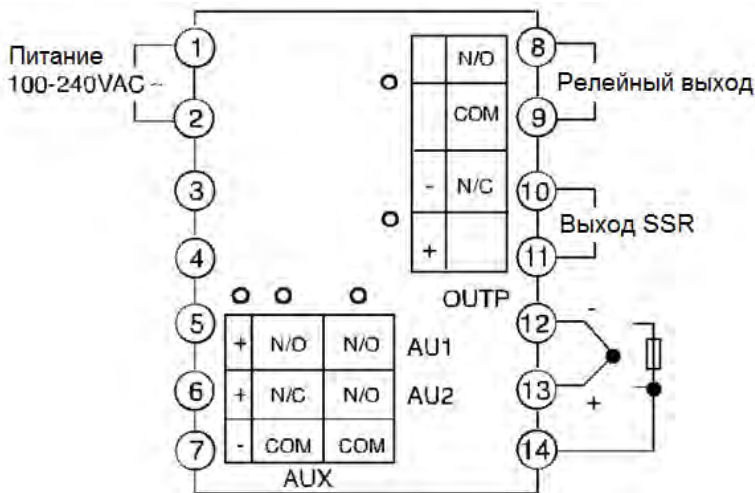 Питание
100-240VAC ~
1
2
3
4
5
6
7
8
9
10
11
12
13
14
N/O
COM
- N/C
+
OUTP
Релейный выход
Выход SSR
+ N/O N/O AU1
+ N/C N/O AU2
- COM COM
AUX
-
+